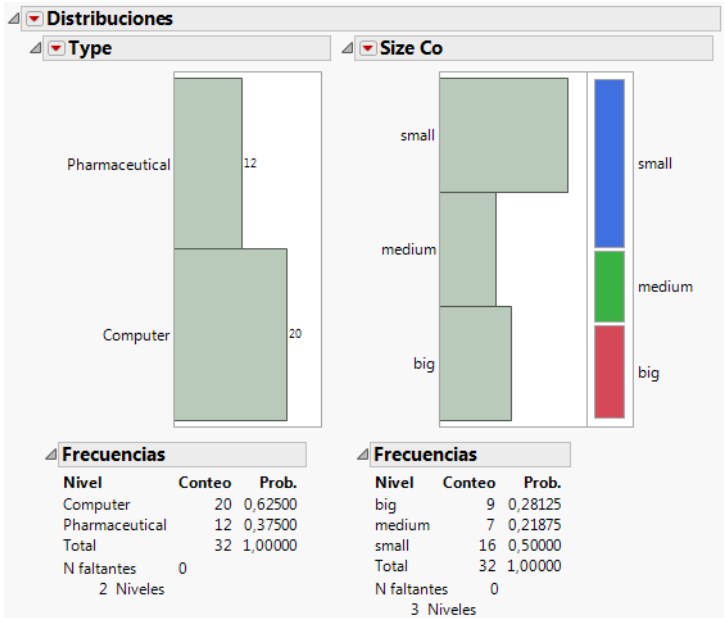 Distribuciones
Type
Pharmaceutical
12
Computer
20
Frecuencias
Nivel Conteo Prob.
Computer 20 0,62500
Pharmaceutical 12 0,37500
Total 32 1,00000
N faltantes 0
2 Niveles
Size Co
small
medium
big
small
medium
big
Frecuencias
Nivel Conteo Prob.
big 9 0,28125
medium 7 0,21875
small 16 0,50000
Total 32 1,00000
N faltantes 0
3 Niveles